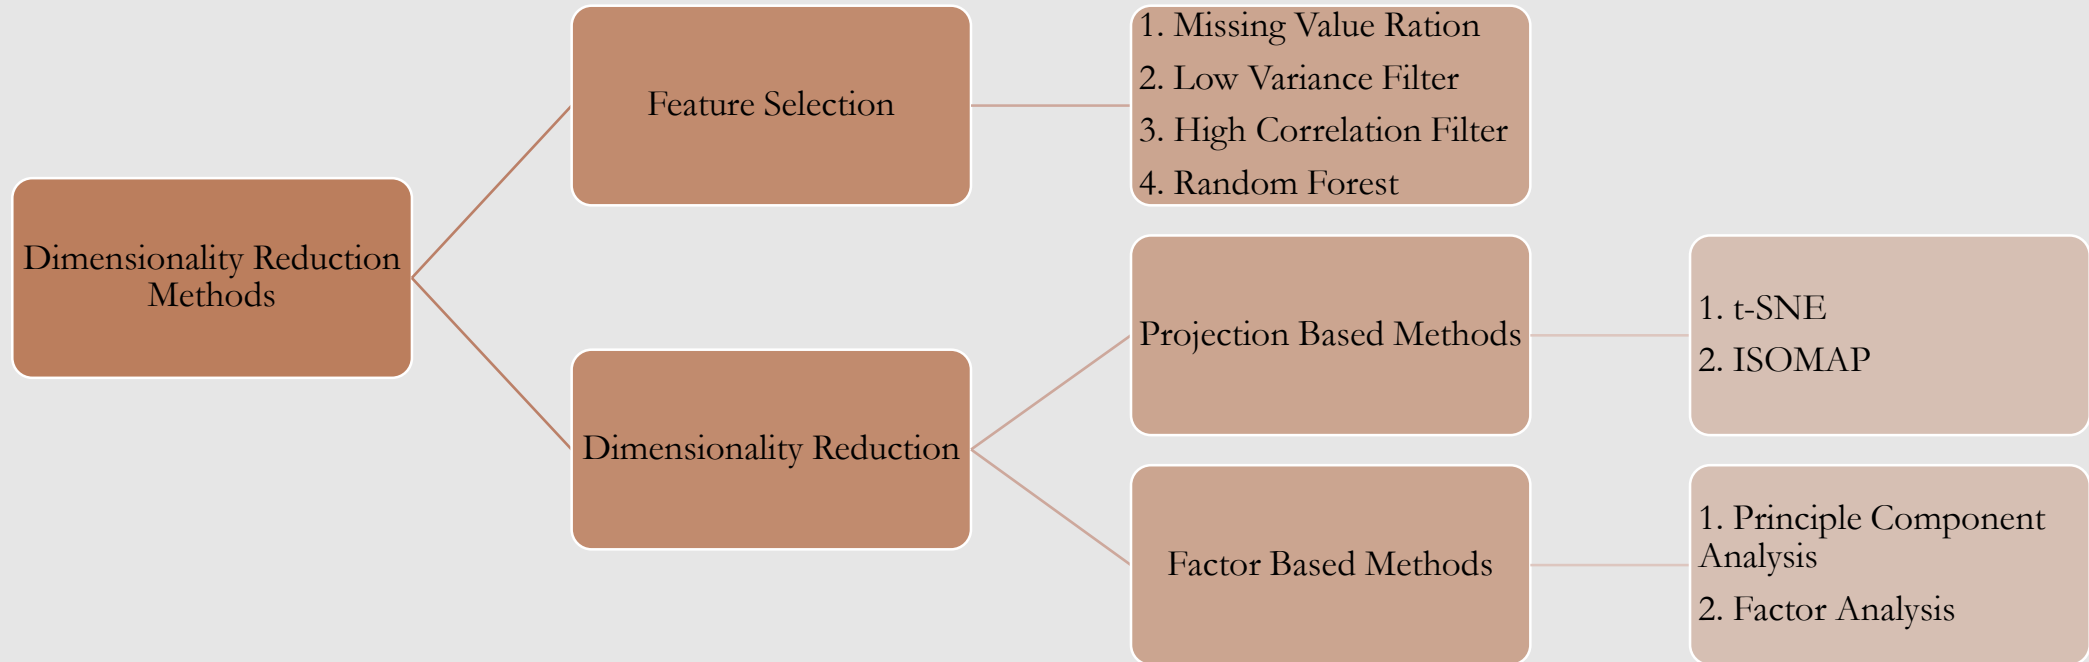 Dimensionality Reduction
Methods
Feature Selection
1. Missing Value Ration
2. Low Variance Filter
3. High Correlation Filter
4. Random Forest
Dimensionality Reduction
Projection Based Methods
1. t-SNE
2. ISOMAP
Factor Based Methods
1. Principle Component
Analysis
2. Factor Analysis